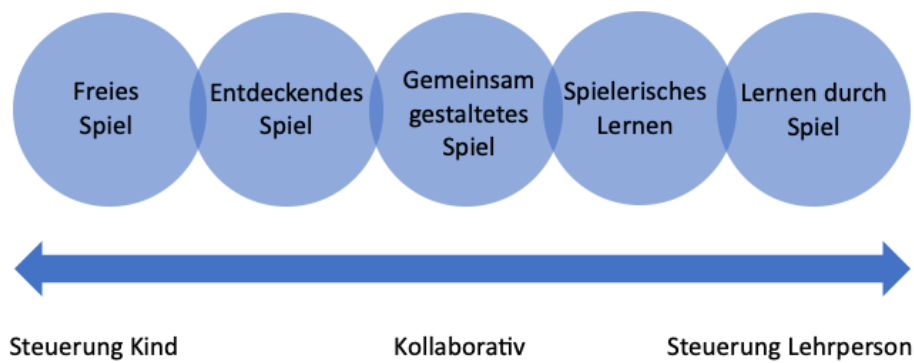 Freies
Spiel
Entdeckendes
Spiel
Gemeinsam
gestaltetes
Spiel
Spielerisches
Lernen
Lernen durch
Spiel
Steuerung Kind
Kollaborativ
Steuerung Lehrperson